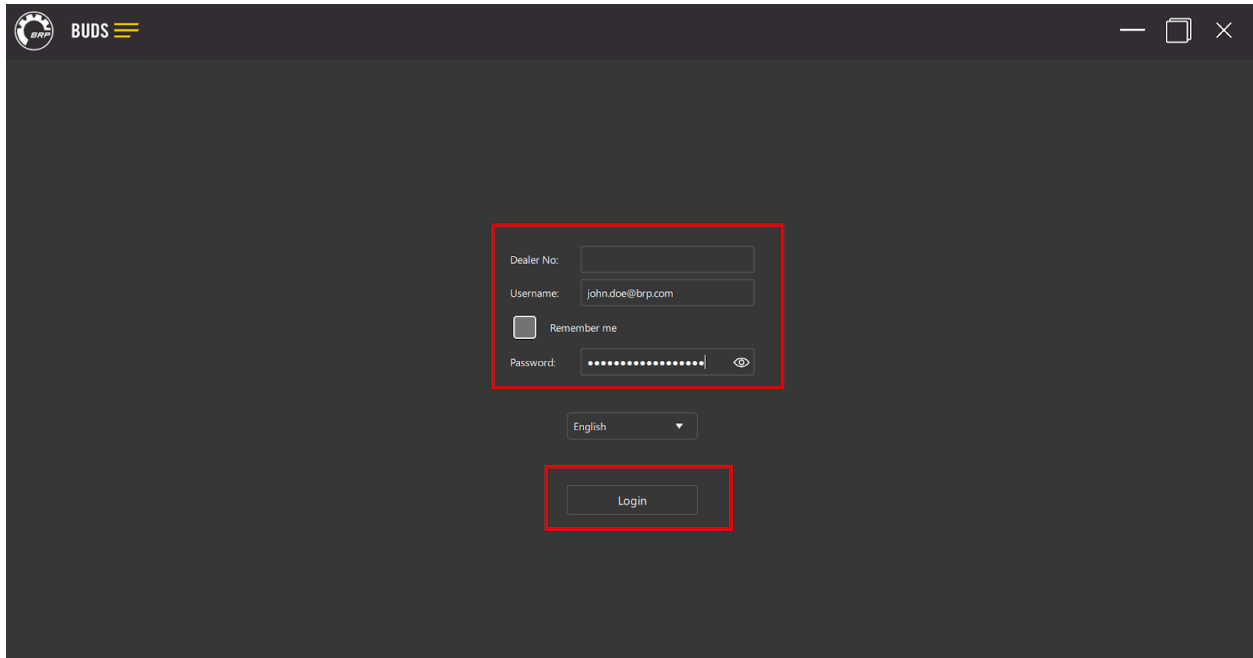 BRP BUDS
Dealer No:
Username: john.doe@brp.com
Remember me
Password: ••••••••••••••••••
English
Login